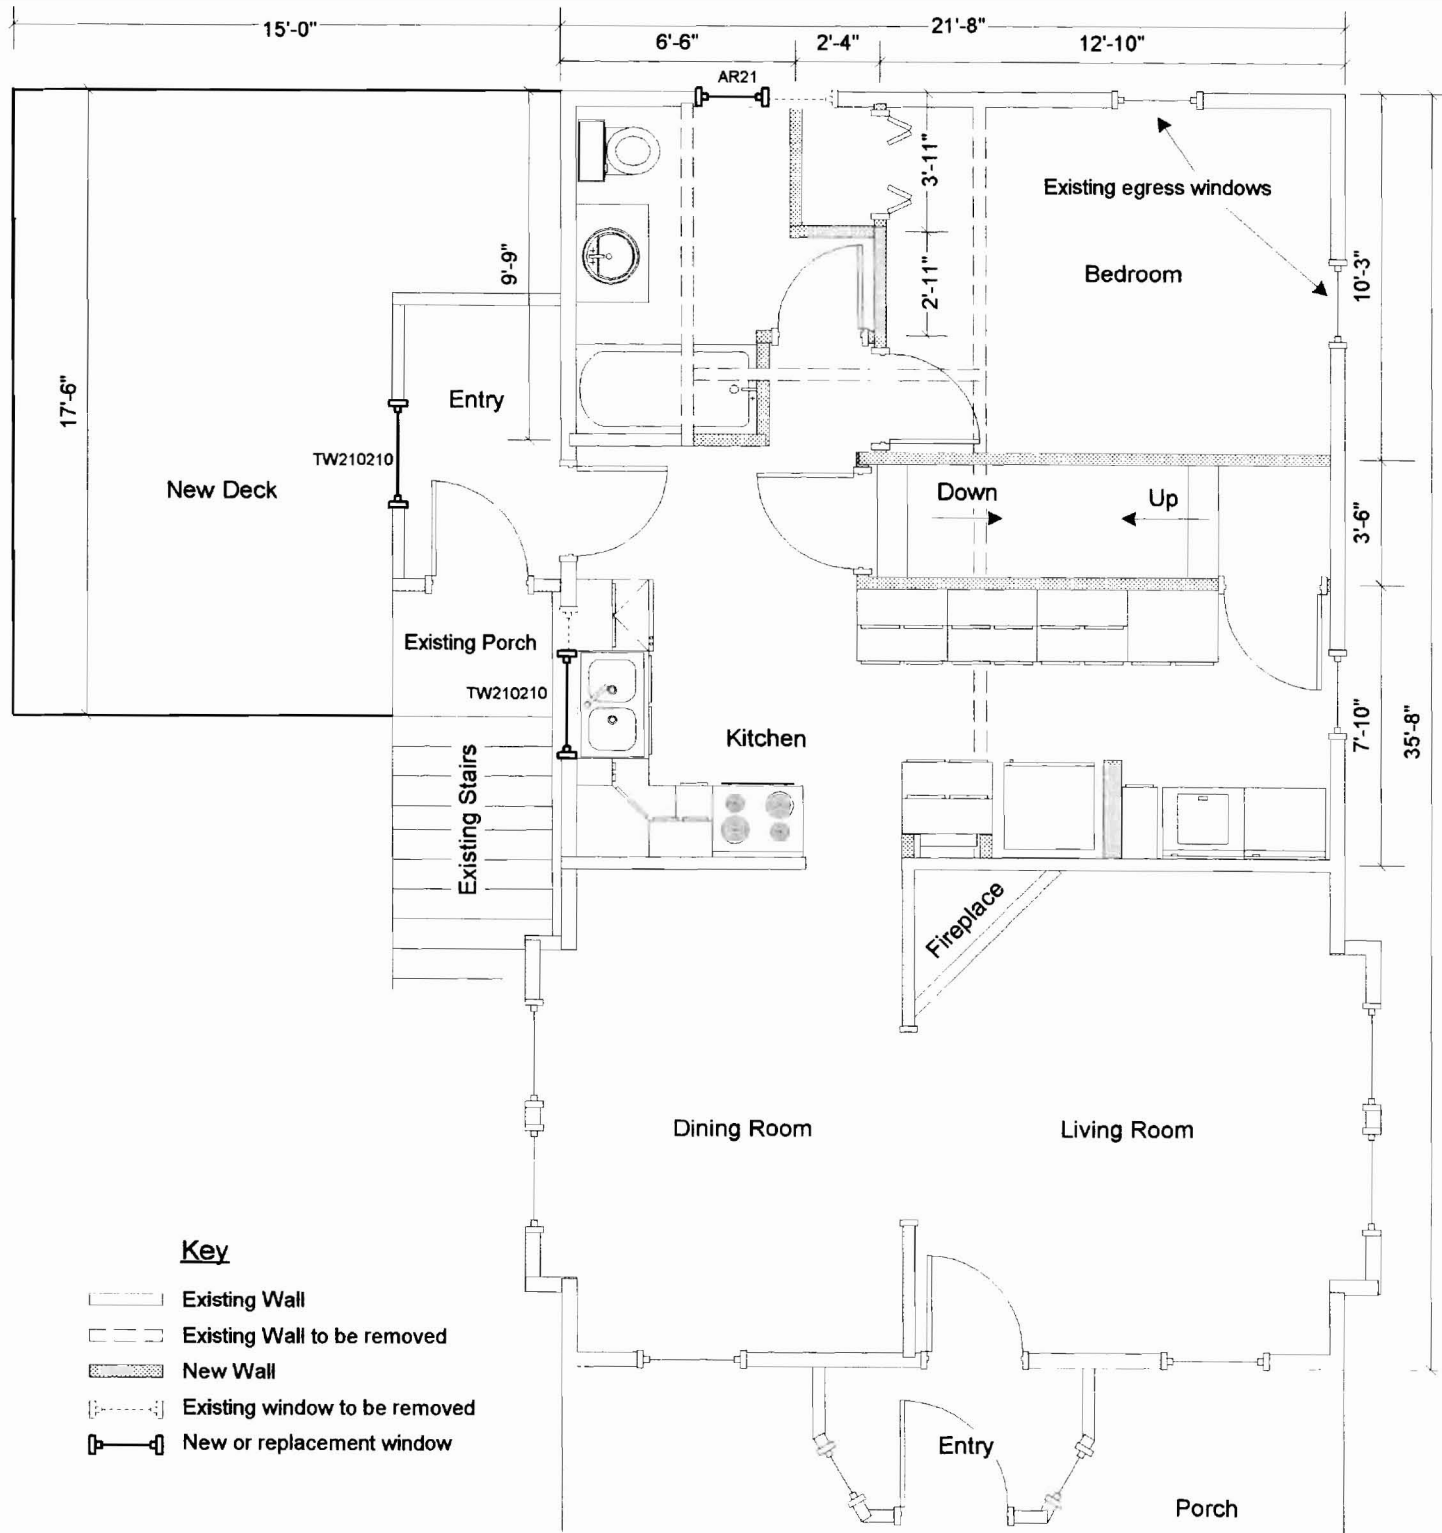 15'-0"
21'-8"
6'-6"
2'-4"
12'-10"
AR21
3'-11"
Existing egress windows
9'-9"
2'-11"
Bedroom
10'-3"
17'-6"
Entry
TW210210
New Deck
Down
Up
3'-6"
Existing Porch
TW210210
Kitchen
7'-10"
35'-8"
Existing Stairs
Fireplace
Dining Room
Living Room
Key
Existing Wall
Existing Wall to be removed
New Wall
Existing window to be removed
New or replacement window
Entry
Porch